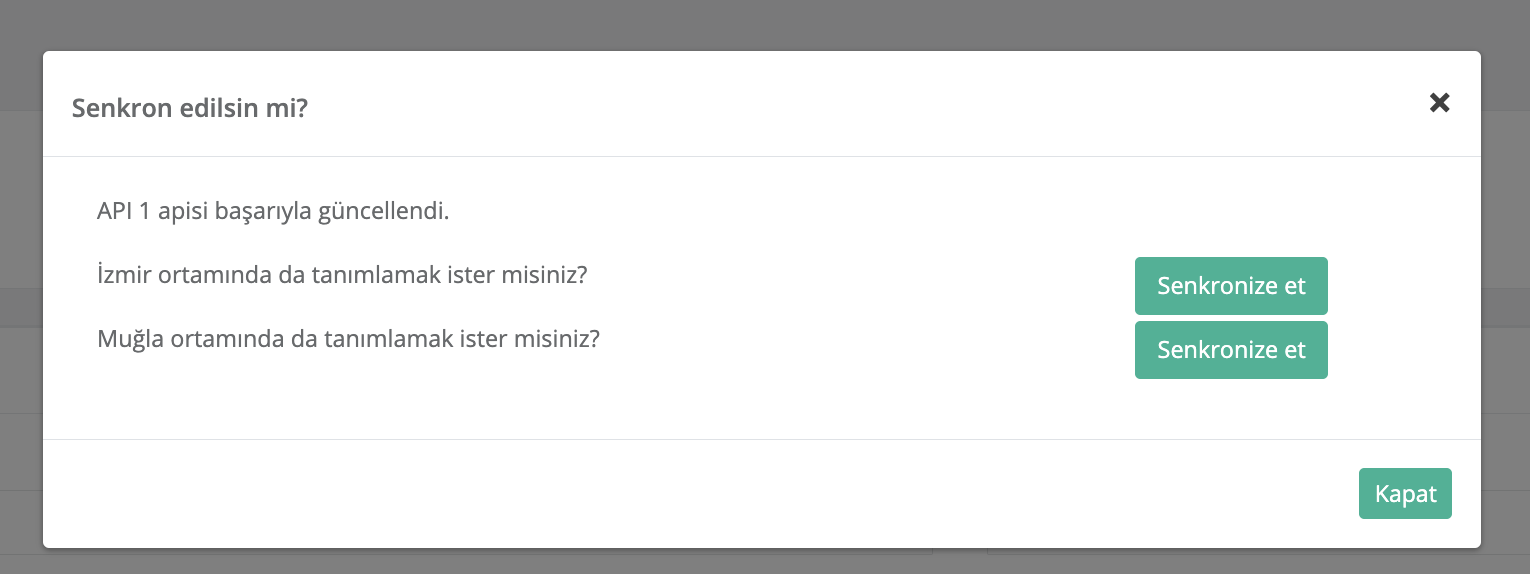 Senkron edilsin mi?
API 1 apisi başarıyla güncellendi.
İzmir ortamında da tanımlamak ister misiniz?
Senkronize et
Muğla ortamında da tanımlamak ister misiniz?
Senkronize et
Kapat